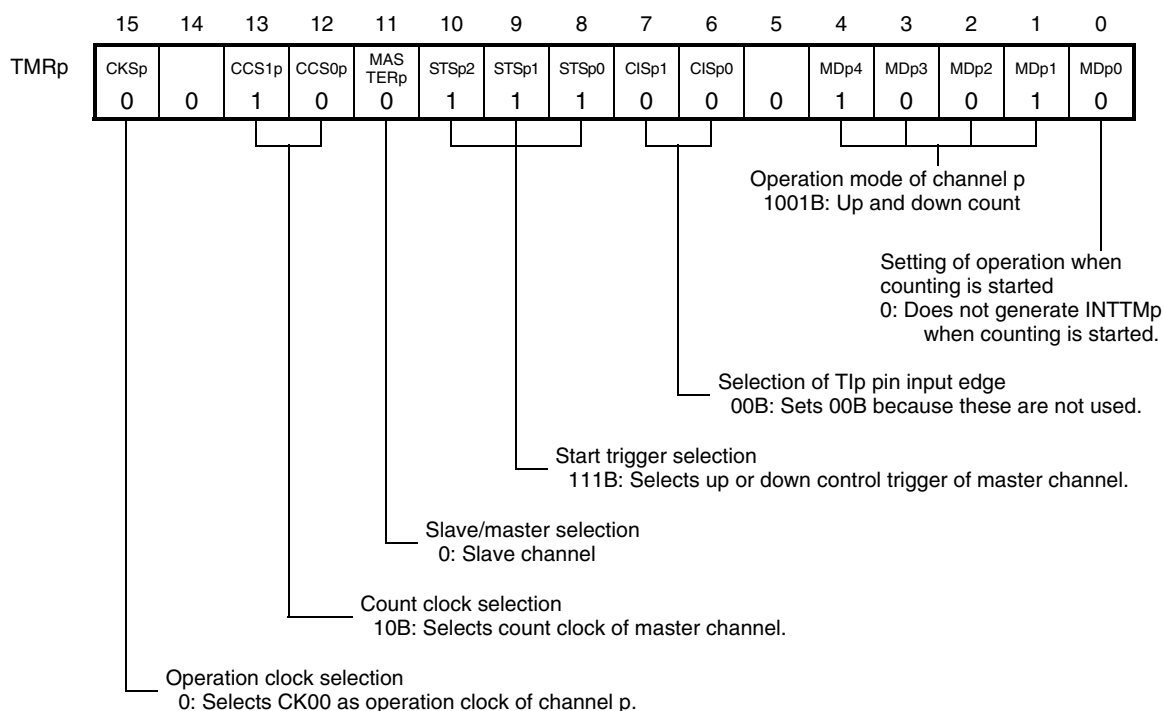 15 14 13 12 11 10 9 8 7 6 5 4 3 2 1 0
TMRp
CKSp CCS1p CCS0p MAS TERp STSp2 STSp1 STSp0 CISp1 CISp0 MDp4 MDp3 MDp2 MDp1 MDp0
0 0 1 0 0 1 1 1 0 0 0 1 0 0 1 0
Operation mode of channel p
1001B: Up and down count
Setting of operation when
counting is started
0: Does not generate INTTMp
when counting is started.
Selection of TIp pin input edge
00B: Sets 00B because these are not used.
Start trigger selection
111B: Selects up or down control trigger of master channel.
Slave/master selection
0: Slave channel
Count clock selection
10B: Selects count clock of master channel.
Operation clock selection
0: Selects CK00 as operation clock of channel p.